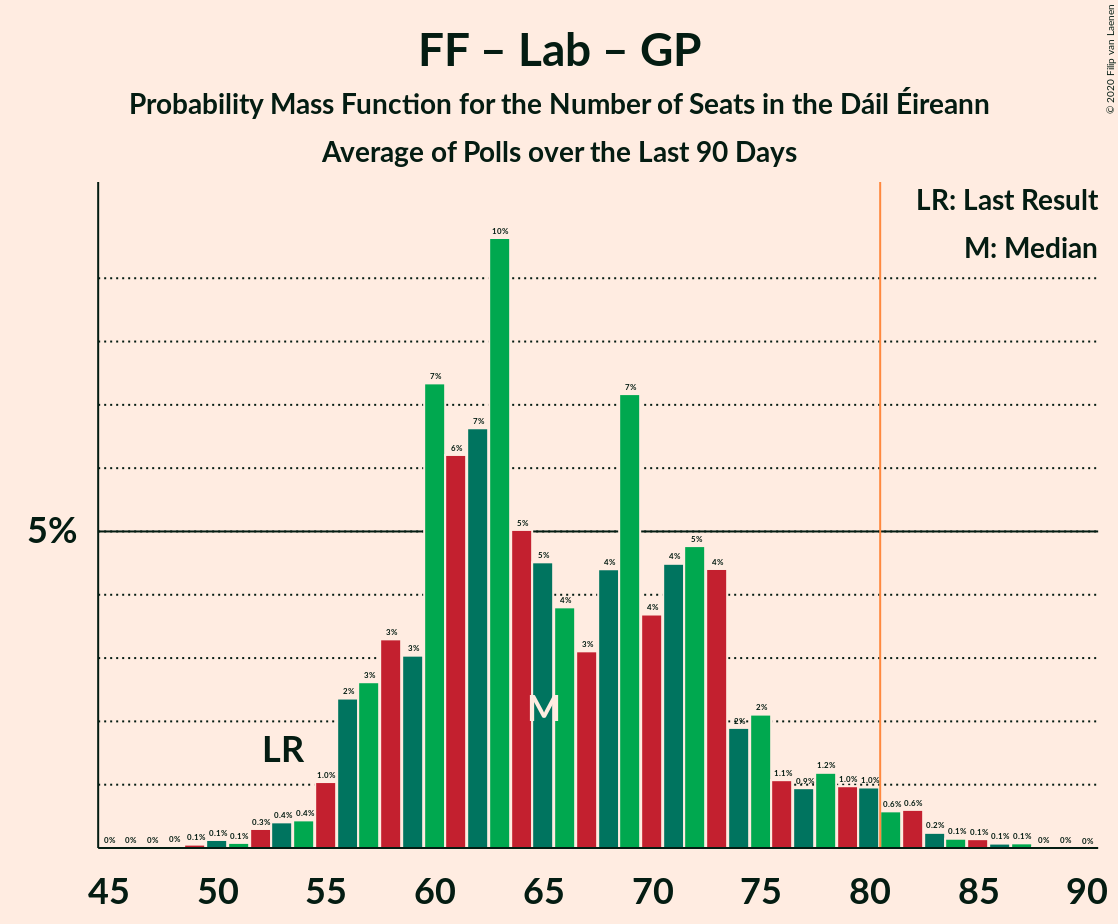 FF – Lab – GP
Probability Mass Function for the Number of Seats in the Dáil Éireann
Average of Polls over the Last 90 Days
© 2020 Filip van Laenen
LR: Last Result
M: Median
5%
LR
M
0% 0% 0% 0% 0.1% 0.1% 0.1% 0.3% 0.4% 0.4% 1.0% 2% 3% 3% 3% 7% 6% 7% 10% 5% 5% 4% 3% 4% 7% 4% 4% 5% 4% 2% 2% 1.1% 0.9% 1.2% 1.0% 1.0% 0.6% 0.6% 0.2% 0.1% 0.1% 0.1% 0.1% 0% 0% 0%
45 50 55 60 65 70 75 80 85 90